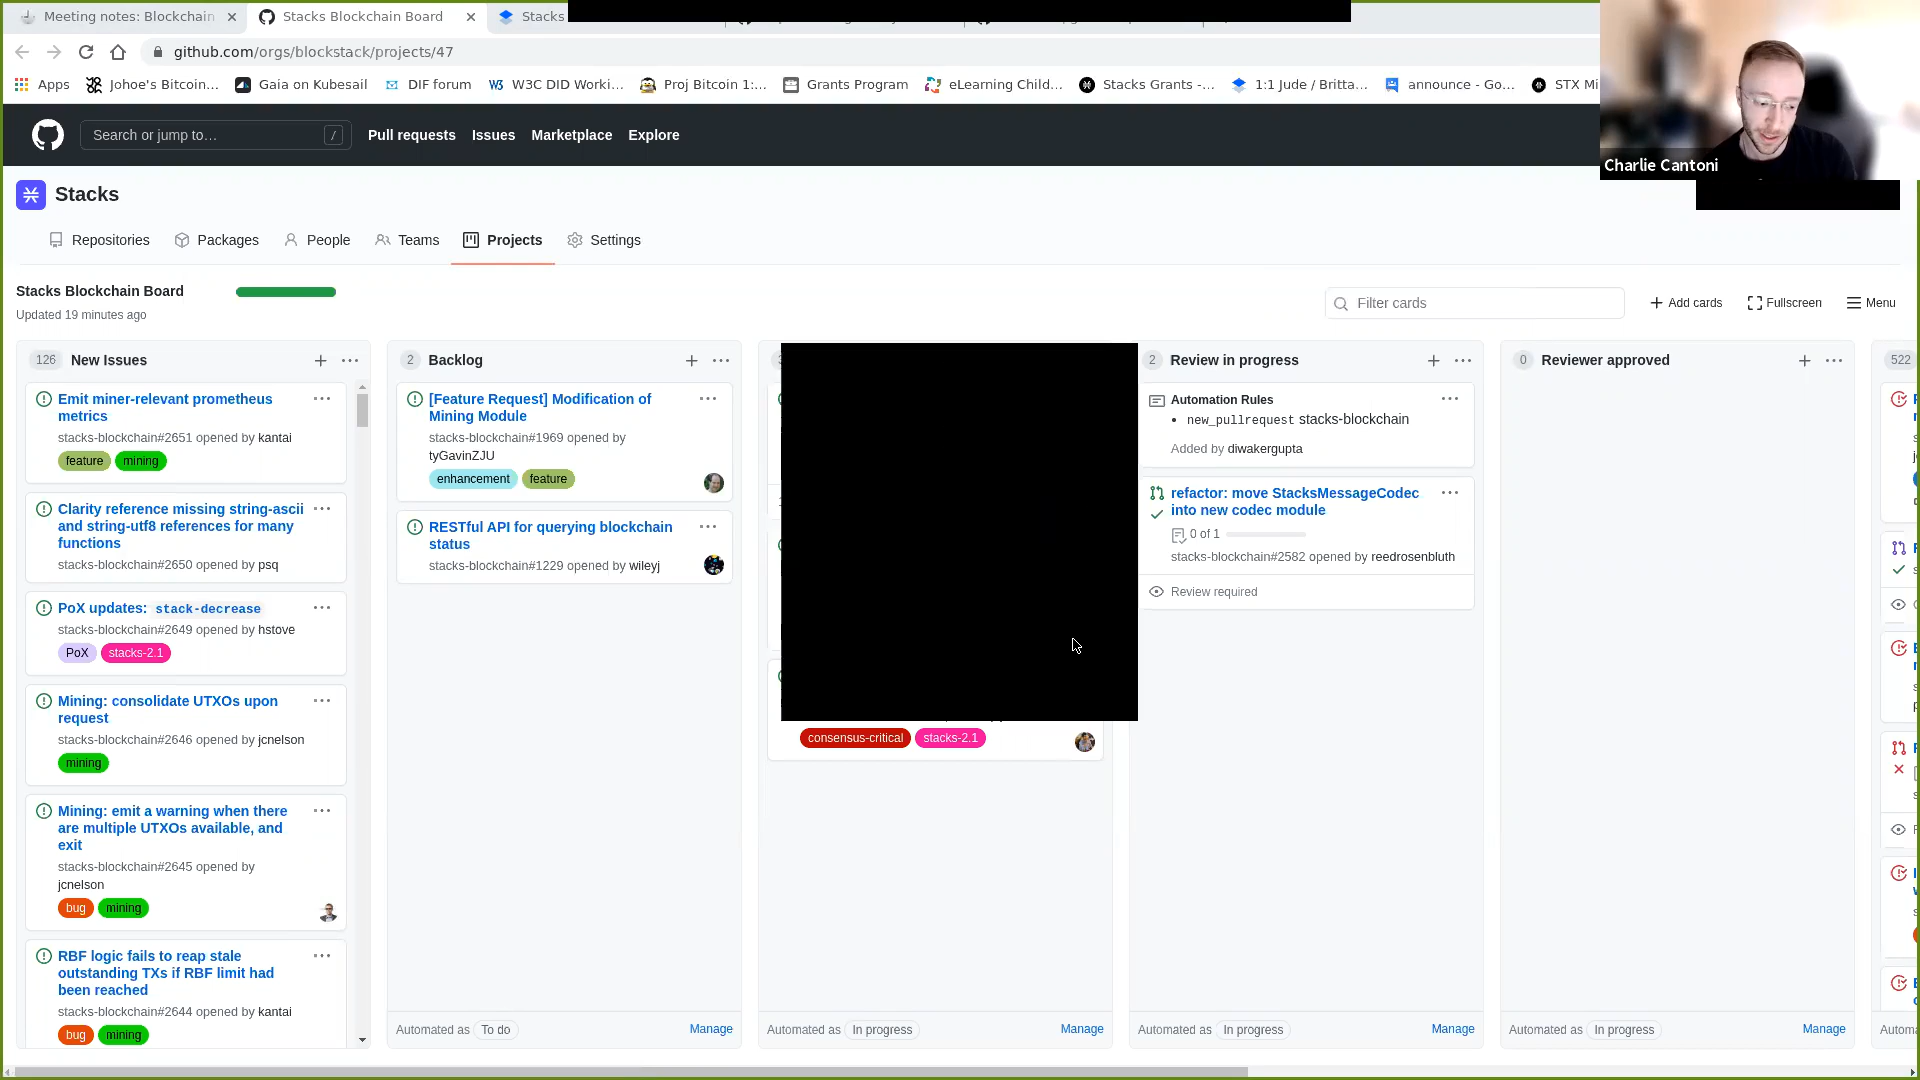 Meeting notes: Blockchain
Stacks Blockchain Board
Stacks
github.com/orgs/blockstack/projects/47
Apps
Johoe's Bitcoin...
Gaia on Kubesail
DIF forum
W3C DID Worki...
Proj Bitcoin 1:...
Grants Program
eLearning Child...
Stacks Grants -...
1:1 Jude / Britta...
announce - Go...
STX Mi
Search or jump to...
/
Pull requests
Issues
Marketplace
Explore
Charlie Cantoni
Stacks
Repositories
Packages
People
Teams
Projects
Settings
Stacks Blockchain Board
Updated 19 minutes ago
Filter cards
Add cards
Fullscreen
Menu
126 New Issues
Emit miner-relevant prometheus
metrics
stacks-blockchain#2651 opened by kantai
feature mining
Clarity reference missing string-ascii
and string-utf8 references for many
functions
stacks-blockchain#2650 opened by psq
PoX updates: stack-decrease
stacks-blockchain#2649 opened by hstove
PoX stacks-2.1
Mining: consolidate UTXOs upon
request
stacks-blockchain#2646 opened by jcnelson
mining
Mining: emit a warning when there
are multiple UTXOs available, and
exit
stacks-blockchain#2645 opened by
jcnelson
bug mining
RBF logic fails to reap stale
outstanding TXs if RBF limit had
been reached
stacks-blockchain#2644 opened by kantai
bug mining
2 Backlog
[Feature Request] Modification of
Mining Module
stacks-blockchain#1969 opened by
tyGavinZJU
enhancement feature
RESTful API for querying blockchain
status
stacks-blockchain#1229 opened by wileyj
Automated as To do
Manage
consensus-critical stacks-2.1
Automated as In progress
Manage
2 Review in progress
Automation Rules
• new_pullrequest stacks-blockchain
Added by diwakergupta
refactor: move StacksMessageCodec
into new codec module
0 of 1
stacks-blockchain#2582 opened by reedrosenbluth
Review required
Automated as In progress
Manage
0 Reviewer approved
Automated as In progress
Manage
522